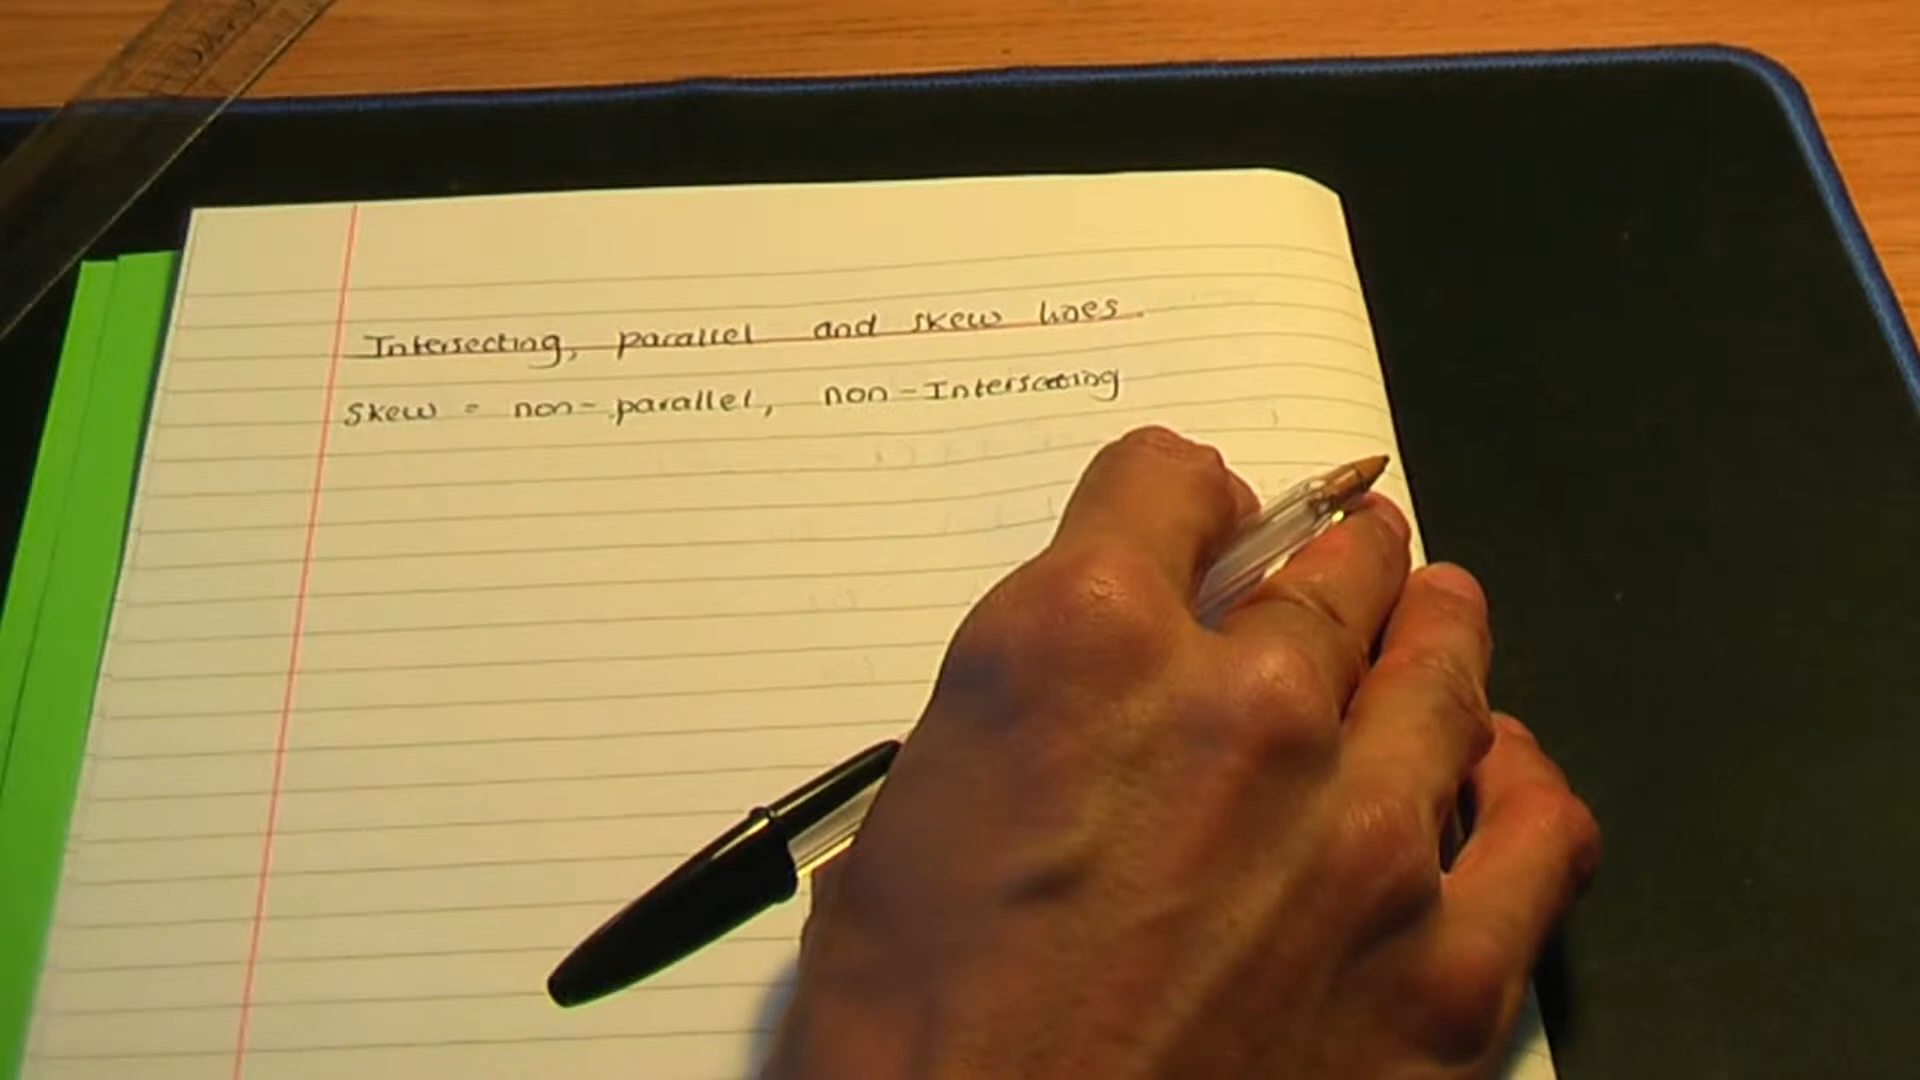 Intersecting, parallel and skew lines.
Skew = non-parallel, non-Intersecting